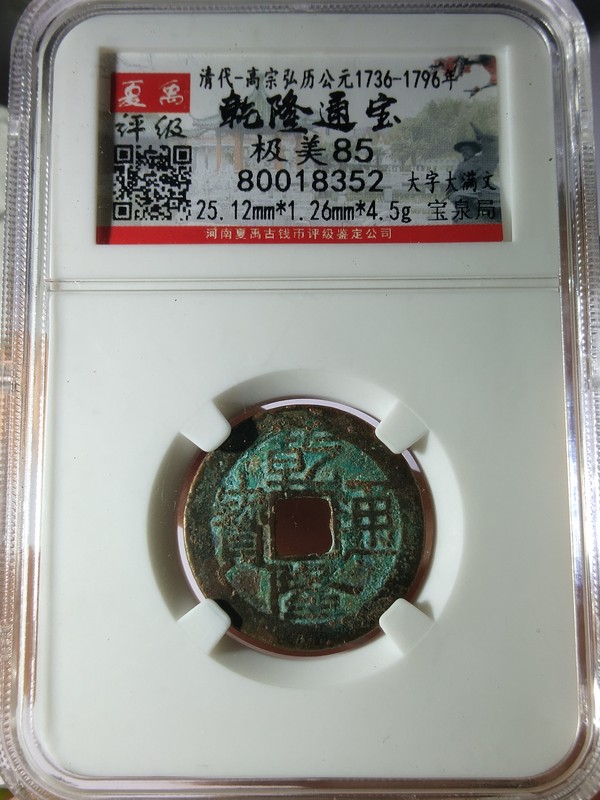 清代-高宗弘历公元1736-1796年
夏禹
评级
乾隆通宝
极美85
80018352 大字大满文
25.12mm*1.26mm*4.5g 宝泉局
河南夏禹古钱币评级鉴定公司
乾隆通寶